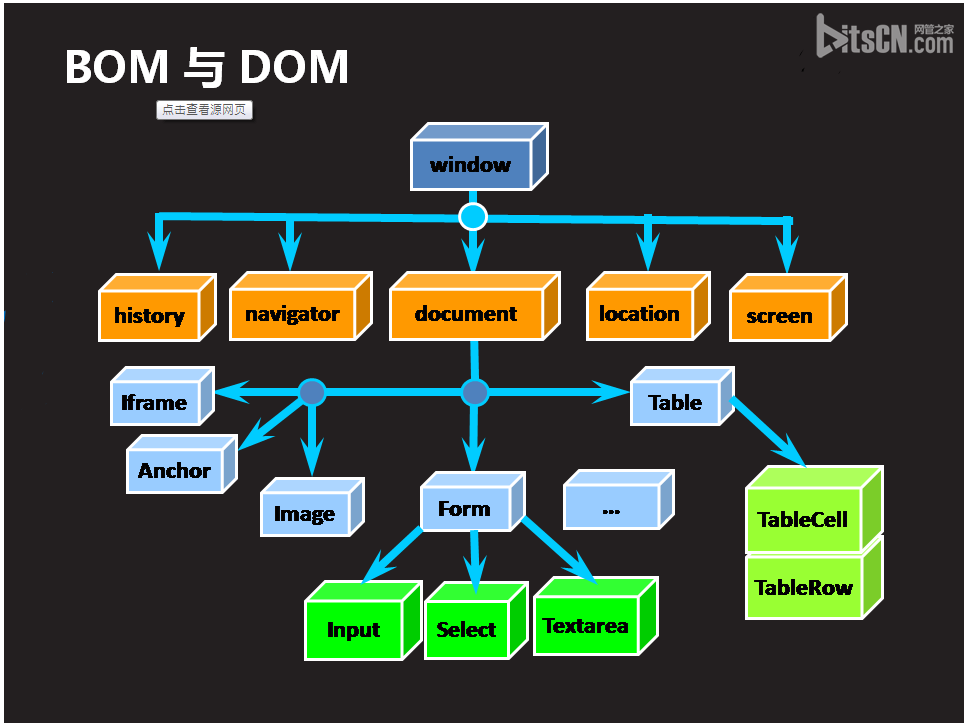 bitsCN 网管之家
.com
BOM 与 DOM
点击查看源网页
window
history
navigator
document
location
screen
Iframe
Table
Anchor
Image
Form
...
TableCell
TableRow
Input
Select
Textarea